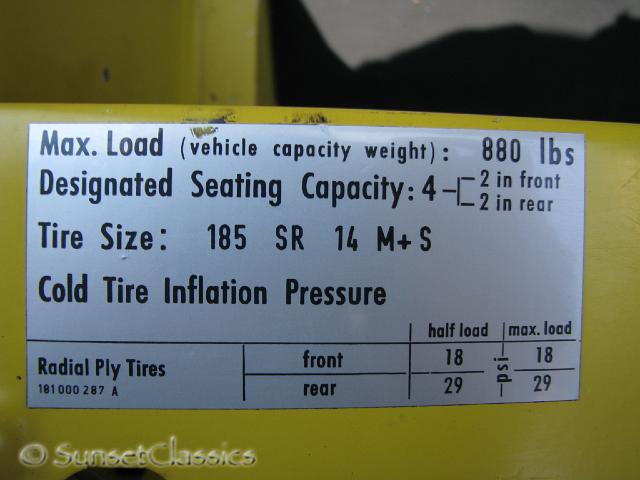 Max. Load (vehicle capacity weight): 880 lbs
Designated Seating Capacity: 4 2 in front
2 in rear
Tire Size: 185 SR 14 M+S
Cold Tire Inflation Pressure
half load max. load
Radial Ply Tires front 18 psi 18
181000 287 A rear 29 29
© SunsetClassics